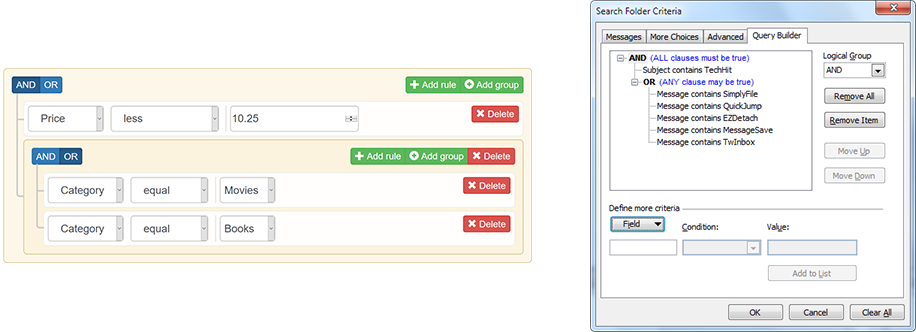 AND OR
Add rule Add group
Price less 10.25 Delete
AND OR
Add rule Add group Delete
Category equal Movies Delete
Category equal Books Delete
Search Folder Criteria
Messages More Choices Advanced Query Builder
AND (ALL clauses must be true)
Subject contains TechHit
OR (ANY clause may be true)
Message contains SimplyFile
Message contains QuickJump
Message contains EZDetach
Message contains MessageSave
Message contains TwInbox
Logical Group
AND
Remove All
Remove Item
Move Up
Move Down
Define more criteria
Field Condition: Value:
Add to List
OK Cancel Clear All